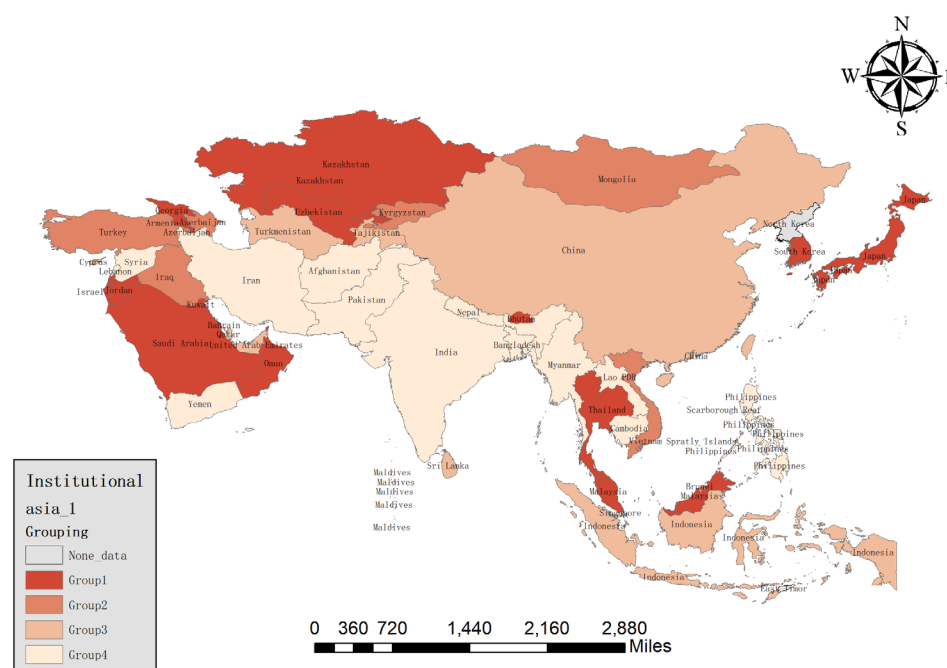 N
W
S
Kazakhstan
Kazakhstan
Mongolia
Uzbekistan
Kyrgyzstan
Georgia
Armenia
Azerbaijan
Azerbaijan
Turkey
Turkmenistan
Tajikistan
China
North Korea
South Korea
Japan
Japan
Japan
Cyprus
Syria
Lebanon
Iraq
Iran
Afghanistan
Israel
Jordan
Kuwait
Pakistan
Nepal
Bhutan
Bahrain
Qatar
United Arab Emirates
Saudi Arabia
Oman
Yemen
India
Bangladesh
Myanmar
China
Lao PDR
Thailand
Cambodia
Vietnam
Spratly Islands
Philippines
Scarborough Reef
Philippines
Philippines
Philippines
Philippines
Philippines
Sri Lanka
Maldives
Maldives
Maldives
Maldives
Maldives
Malaysia
Brunei
Malaysia
Singapore
Indonesia
Indonesia
Indonesia
Indonesia
Indonesia
East Timor
Institutional
asia_1
Grouping
None_data
Group1
Group2
Group3
Group4
0 360 720 1,440 2,160 2,880
Miles